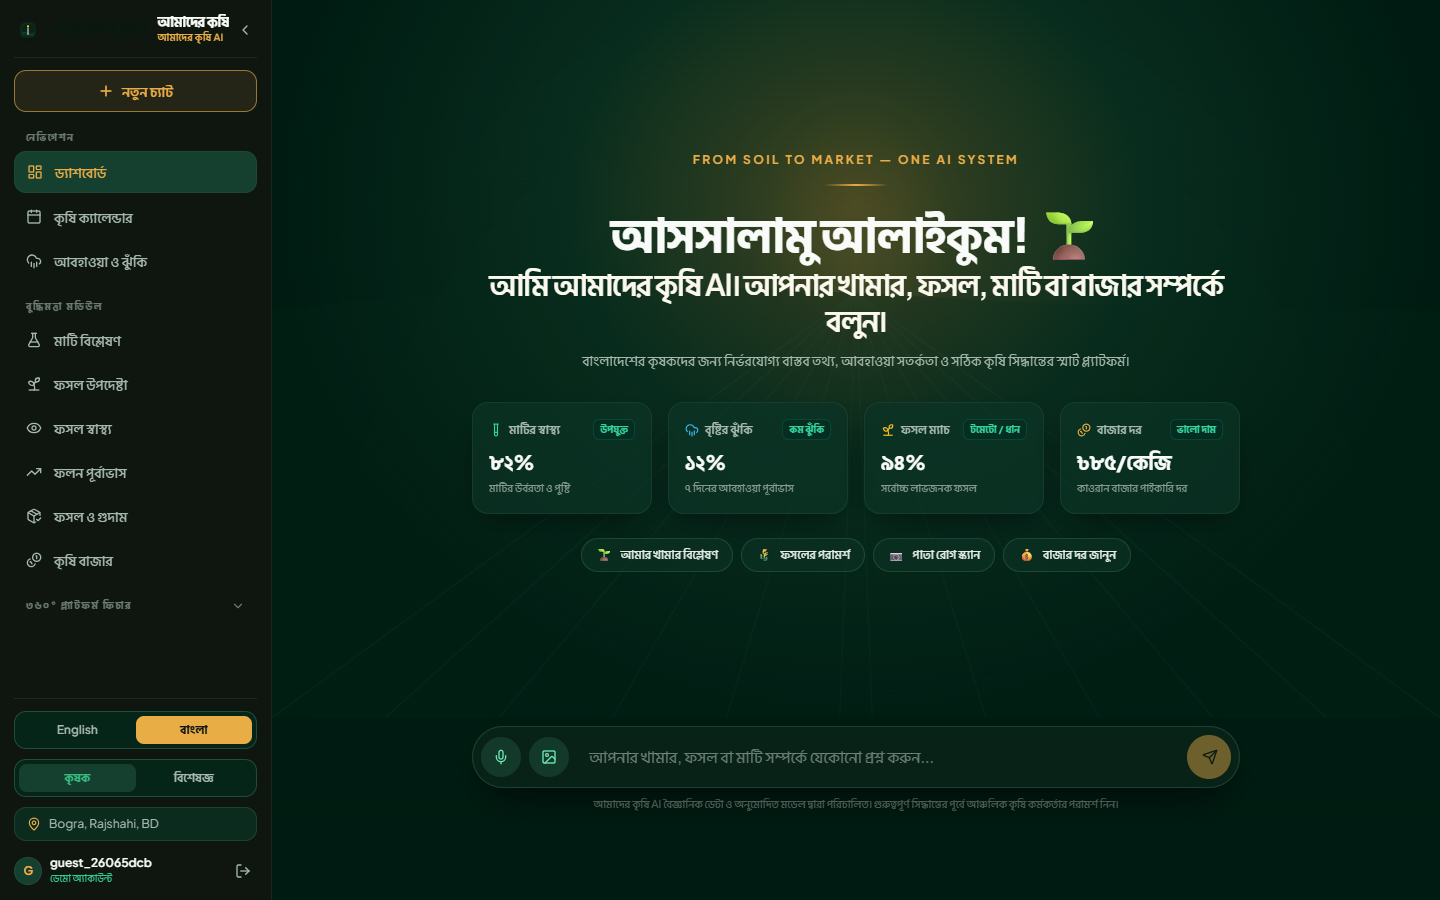 আমাদের কৃষি
আমাদের কৃষি AI
নতুন চ্যাট
নেভিগেশন
ড্যাশবোর্ড
কৃষি ক্যালেন্ডার
আবহাওয়া ও ঝুঁকি
বুদ্ধিমত্তা মডিউল
মাটি বিশ্লেষণ
ফসল উপদেষ্টা
ফসল স্বাস্থ্য
ফলন পূর্বাভাস
ফসল ও গুদাম
কৃষি বাজার
৩৬০° প্ল্যাটফর্ম ফিচার
English
বাংলা
কৃষক
বিশেষজ্ঞ
Bogra, Rajshahi, BD
G
guest_26065dcb
ডেমো অ্যাকাউন্ট
FROM SOIL TO MARKET — ONE AI SYSTEM
আসসালামু আলাইকুম! 🌱
আমি আমাদের কৃষি AI। আপনার খামার, ফসল, মাটি বা বাজার সম্পর্কে
বলুন।
বাংলাদেশের কৃষকদের জন্য নির্ভরযোগ্য বাস্তব তথ্য, আবহাওয়া সতর্কতা ও সঠিক কৃষি সিদ্ধান্তের স্মার্ট প্ল্যাটফর্ম।
মাটির স্বাস্থ্য
উপযুক্ত
৮২%
মাটির উর্বরতা ও পুষ্টি
বৃষ্টির ঝুঁকি
কম ঝুঁকি
১২%
৭ দিনের আবহাওয়া পূর্বাভাস
ফসল ম্যাচ
টমেটো / ধান
৯৪%
সর্বোচ্চ লাভজনক ফসল
বাজার দর
ভালো দাম
৳৮৫/কেজি
কাওরান বাজার পাইকারি দর
আমার খামার বিশ্লেষণ
ফসলের পরামর্শ
পাতা রোগ স্ক্যান
বাজার দর জানুন
আপনার খামার, ফসল বা মাটি সম্পর্কে যেকোনো প্রশ্ন করুন...
আমাদের কৃষি AI বৈজ্ঞানিক ডেটা ও অনুমোদিত মডেল দ্বারা পরিচালিত। গুরুত্বপূর্ণ সিদ্ধান্তের পূর্বে আঞ্চলিক কৃষি কর্মকর্তার পরামর্শ নিন।